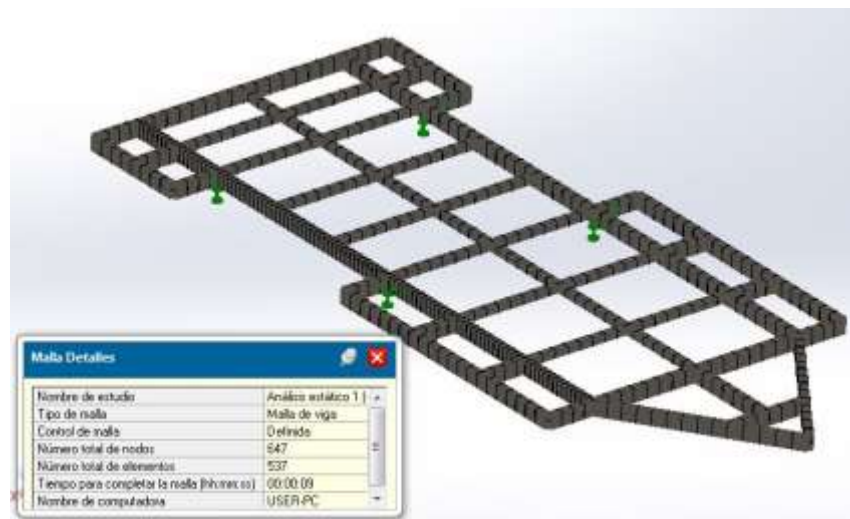 Malla Detalles
Nombre de estudio Análisis estático 1 (
Tipo de malla Malla de viga
Control de malla Definida
Número total de nodos 647
Número total de elementos 537
Tiempo para completar la malla (hh:mm:ss) 00:00:09
Nombre de computadora USER-PC